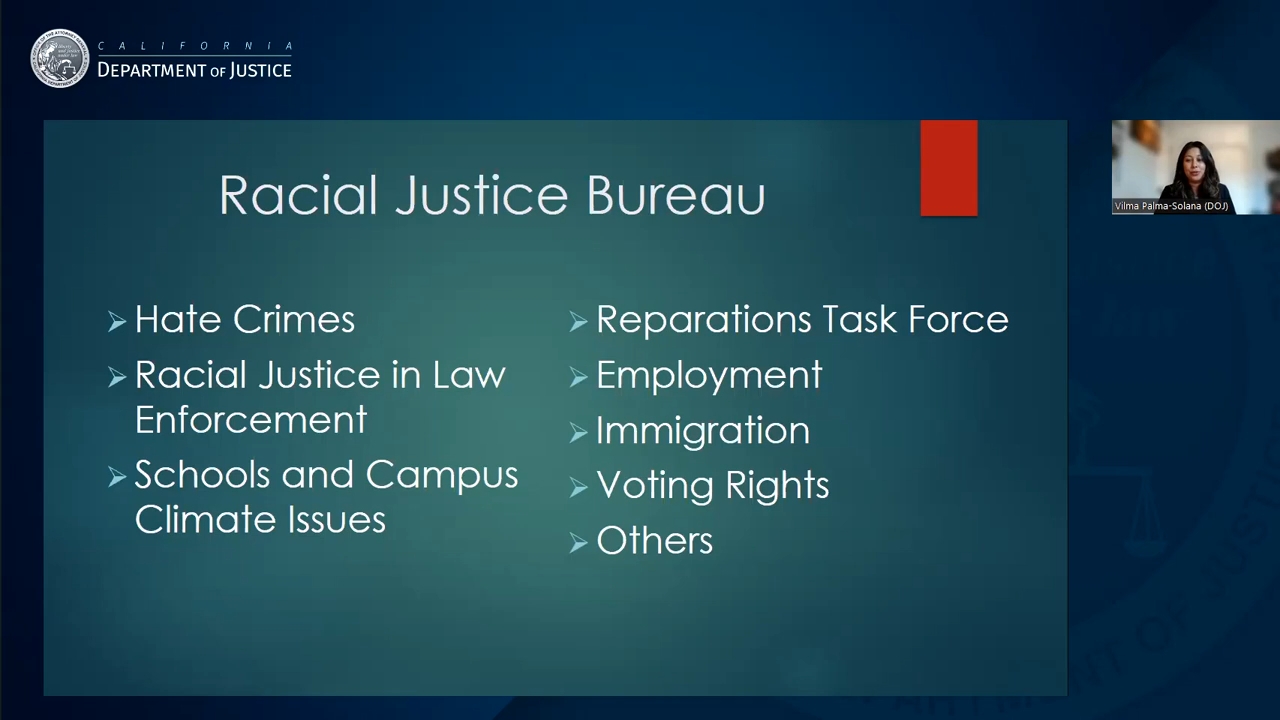 CALIFORNIA
DEPARTMENT OF JUSTICE
Racial Justice Bureau
Hate Crimes
Racial Justice in Law
Enforcement
Schools and Campus
Climate Issues
Reparations Task Force
Employment
Immigration
Voting Rights
Others
Vilma Palma-Solana (DOJ)